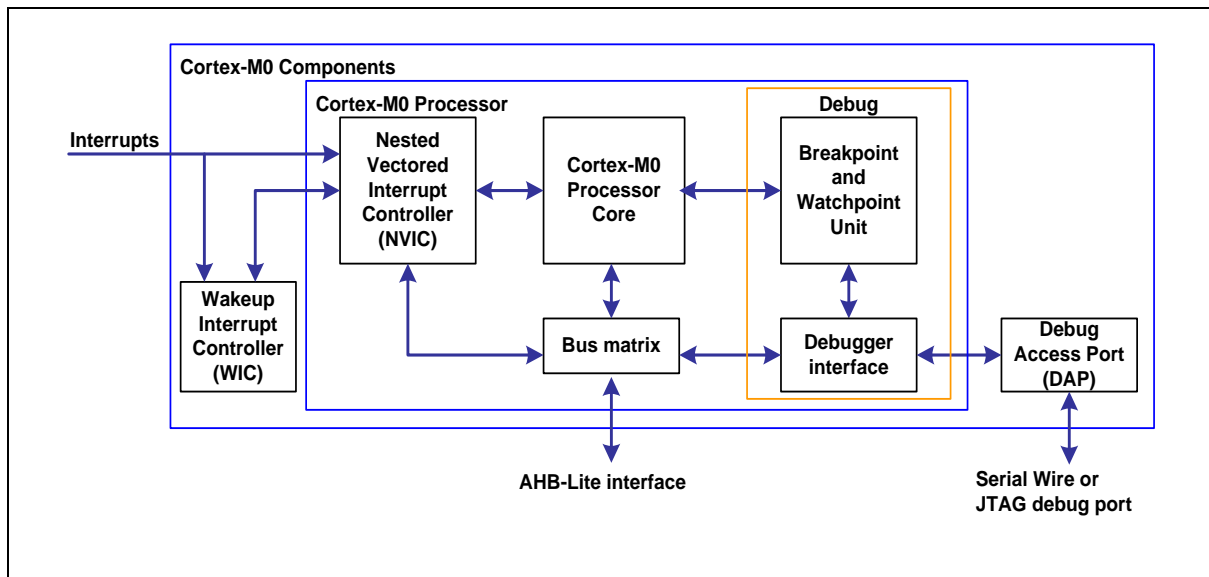 Cortex-M0 Components
Cortex-M0 Processor
Debug
Interrupts
Nested
Vectored
Interrupt
Controller
(NVIC)
Cortex-M0
Processor
Core
Breakpoint
and
Watchpoint
Unit
Wakeup
Interrupt
Controller
(WIC)
Bus matrix
Debugger
interface
Debug
Access Port
(DAP)
AHB-Lite interface
Serial Wire or
JTAG debug port